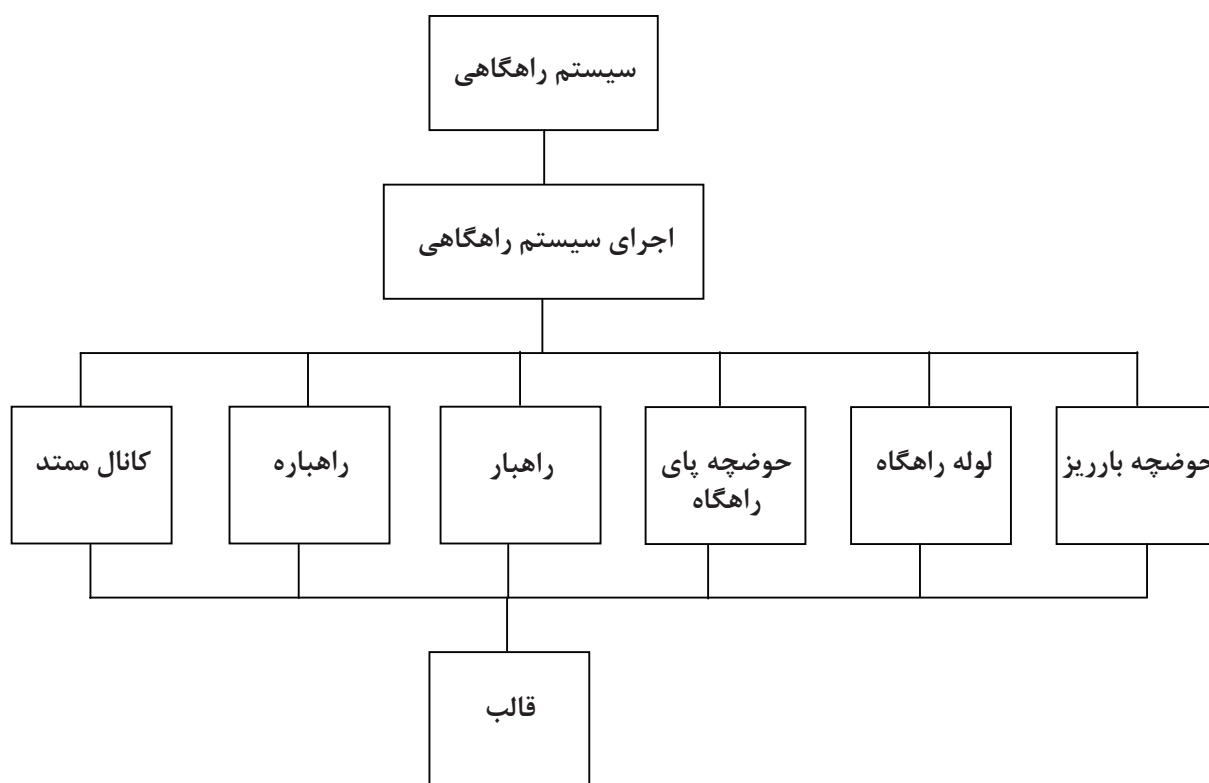 سیستم راهگاهی
اجرای سیستم راهگاهی
حوضچه بارریز
لوله راهگاه
حوضچه پای
راهگاه
راهبار
راهباره
کانال ممتد
قالب